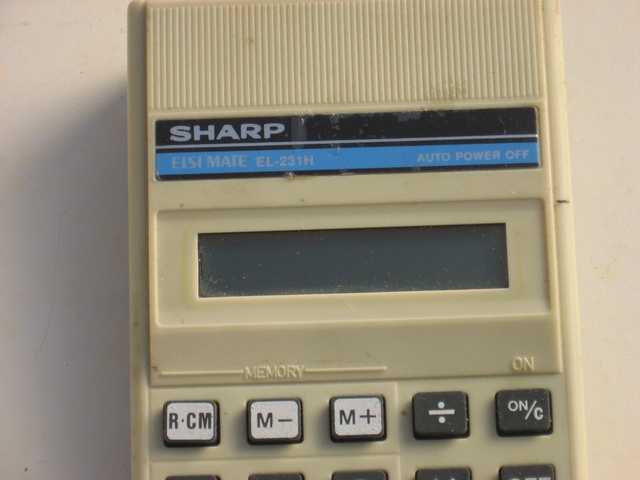 SHARP
ELSI MATE EL-231H AUTO POWER OFF
MEMORY ON
R·CM M− M+ ÷ ON/C